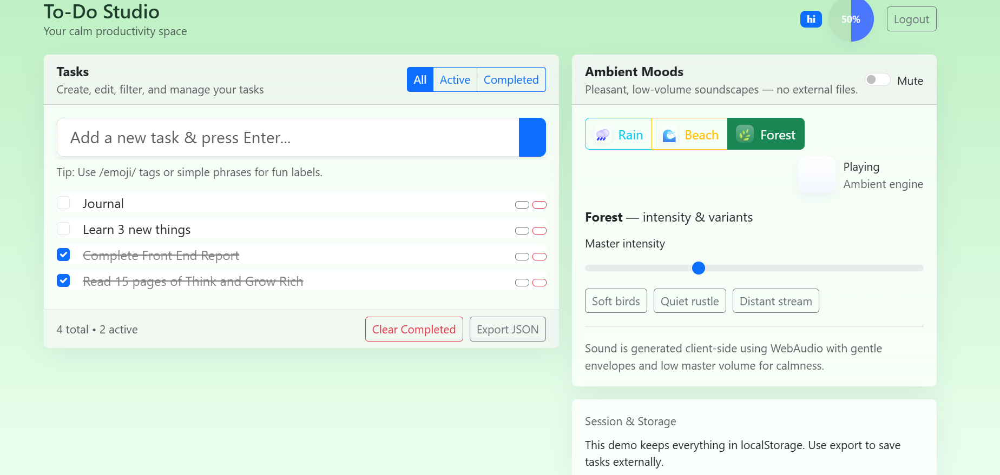 To-Do Studio
Your calm productivity space
hi
50%
Logout
Tasks
Create, edit, filter, and manage your tasks
All
Active
Completed
Add a new task & press Enter...
Tip: Use /emoji/ tags or simple phrases for fun labels.
Journal
Learn 3 new things
Complete Front End Report
Read 15 pages of Think and Grow Rich
4 total • 2 active
Clear Completed
Export JSON
Ambient Moods
Pleasant, low-volume soundscapes — no external files.
Mute
Rain
Beach
Forest
Playing
Ambient engine
Forest — intensity & variants
Master intensity
Soft birds
Quiet rustle
Distant stream
Sound is generated client-side using WebAudio with gentle
envelopes and low master volume for calmness.
Session & Storage
This demo keeps everything in localStorage. Use export to save
tasks externally.